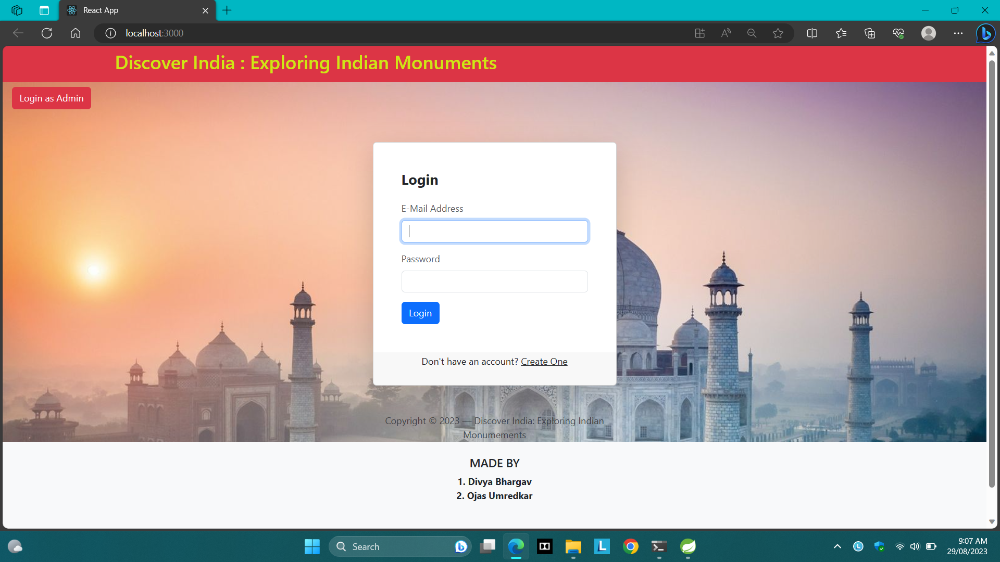 React App
localhost:3000
Discover India : Exploring Indian Monuments
Login as Admin
Login
E-Mail Address
Password
Login
Don't have an account? Create One
Copyright © 2023 — Discover India: Exploring Indian
Monumements
MADE BY
1. Divya Bhargav
2. Ojas Umredkar
Search
9:07 AM
29/08/2023